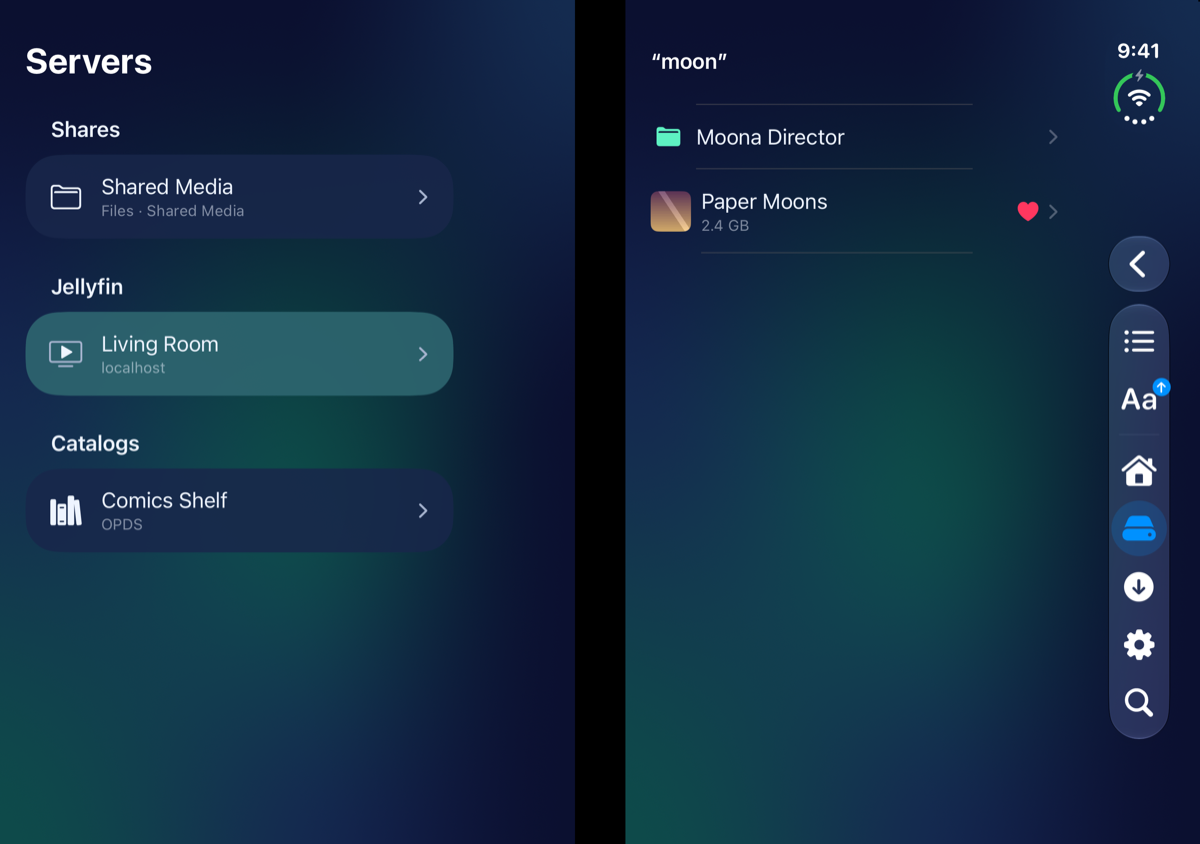 Servers
Shares
Shared Media
Files · Shared Media
Jellyfin
Living Room
localhost
Catalogs
Comics Shelf
OPDS
“moon”
Moona Director
Paper Moons
2.4 GB
9:41
Aa